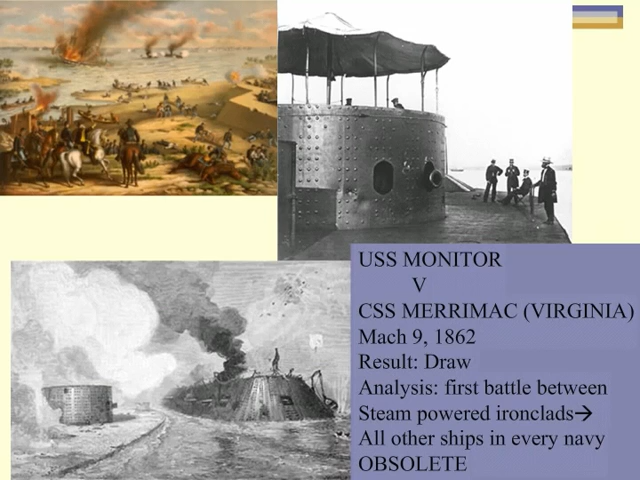 USS MONITOR
V
CSS MERRIMAC (VIRGINIA)
Mach 9, 1862
Result: Draw
Analysis: first battle between
Steam powered ironclads→
All other ships in every navy
OBSOLETE